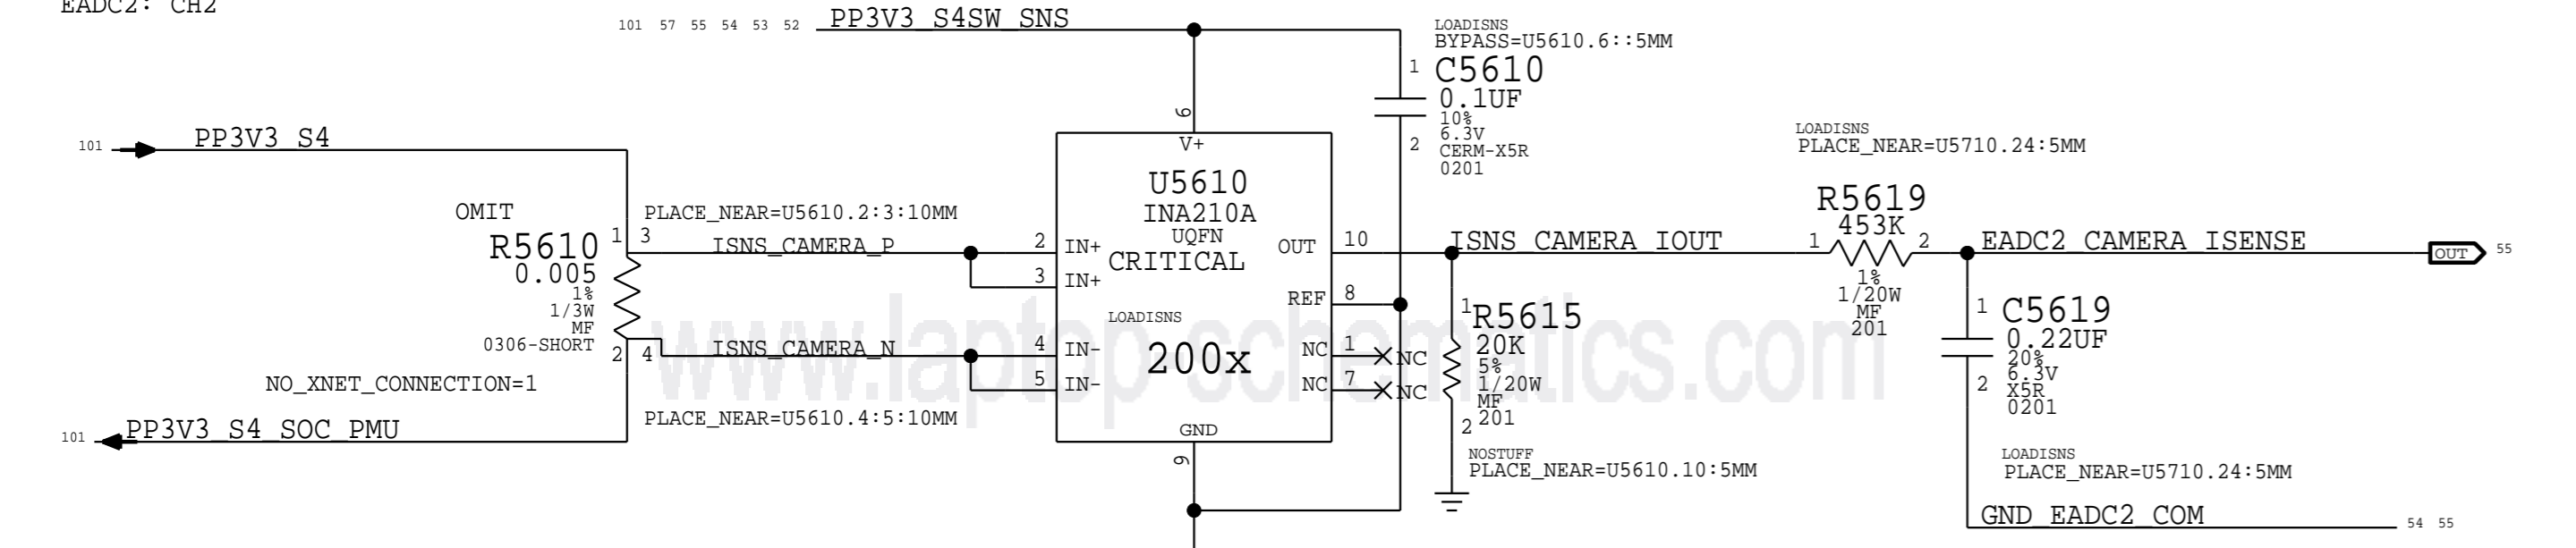 EADC2: CH2
101 57 55 54 53 52 PP3V3_S4SW_SNS
LOADISNS
BYPASS=U5610.6::5MM
1 C5610
0.1UF
10%
6.3V
2 CERM-X5R
0201
6
101 PP3V3_S4
V+
U5610
INA210A
UQFN
CRITICAL
LOADISNS
200x
GND
9
OMIT
R5610
0.005
1%
1/3W
MF
0306-SHORT
1 3
2 4
NO_XNET_CONNECTION=1
101 PP3V3_S4_SOC_PMU
PLACE_NEAR=U5610.2:3:10MM
ISNS_CAMERA_P
2 IN+
3 IN+
ISNS_CAMERA_N
4 IN-
5 IN-
PLACE_NEAR=U5610.4:5:10MM
OUT 10
REF 8
NC 1 NC
NC 7 NC
ISNS_CAMERA_IOUT
1 R5615
20K
5%
1/20W
MF
2 201
NOSTUFF
PLACE_NEAR=U5610.10:5MM
LOADISNS
PLACE_NEAR=U5710.24:5MM
R5619
453K
1 2
1%
1/20W
MF
201
EADC2_CAMERA_ISENSE
OUT 55
1 C5619
0.22UF
20%
6.3V
2 X5R
0201
LOADISNS
PLACE_NEAR=U5710.24:5MM
GND_EADC2_COM 54 55
www.laptop-schematics.com